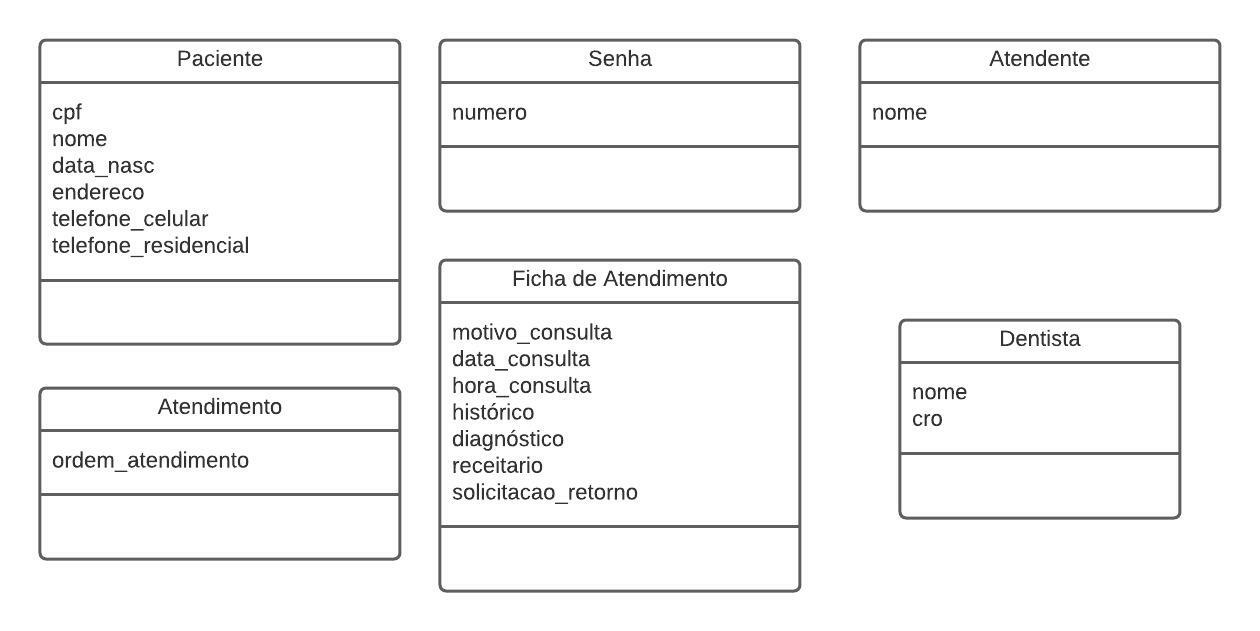 Paciente
cpf
nome
data_nasc
endereco
telefone_celular
telefone_residencial
Senha
numero
Atendente
nome
Ficha de Atendimento
motivo_consulta
data_consulta
hora_consulta
histórico
diagnóstico
receitario
solicitacao_retorno
Dentista
nome
cro
Atendimento
ordem_atendimento